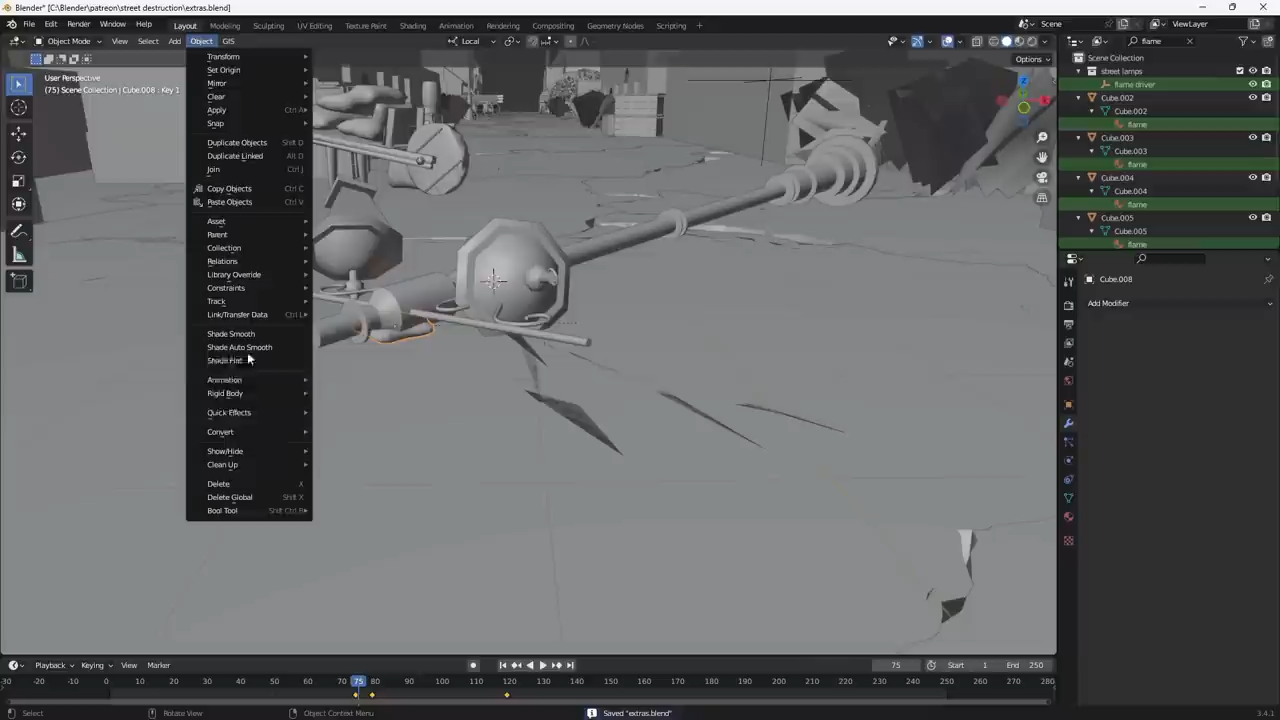 Blender* [C:\Blender\patreon\street destruction\extras.blend]
File Edit Render Window Help Layout Modeling Sculpting UV Editing Texture Paint Shading Animation Rendering Compositing Geometry Nodes Scripting + Scene ViewLayer
Object Mode View Select Add Object GIS Local flame
Options
User Perspective
(75) Scene Collection | Cube.008 : Key 1
Transform
Set Origin
Mirror
Clear
Apply Ctrl A
Snap
Duplicate Objects Shift D
Duplicate Linked Alt D
Join Ctrl J
Copy Objects Ctrl C
Paste Objects Ctrl V
Asset
Parent
Collection
Relations
Library Override
Constraints
Track
Link/Transfer Data Ctrl L
Shade Smooth
Shade Auto Smooth
Shade Flat
Animation
Rigid Body
Quick Effects
Convert
Show/Hide
Clean Up
Delete X
Delete Global Shift X
Bool Tool Shift Ctrl B
Z
Scene Collection
street lamps
flame driver
Cube.002
Cube.002
flame
Cube.003
Cube.003
flame
Cube.004
Cube.004
flame
Cube.005
Cube.005
flame
Cube.008
Add Modifier
Playback Keying View Marker 75 Start 1 End 250
-30 -20 -10 0 10 20 30 40 50 60 70 75 80 90 100 110 120 130 140 150 160 170 180 190 200 210 220 230 240 250 260 270 280
Select Rotate View Object Context Menu Saved "extras.blend" 3.4.1